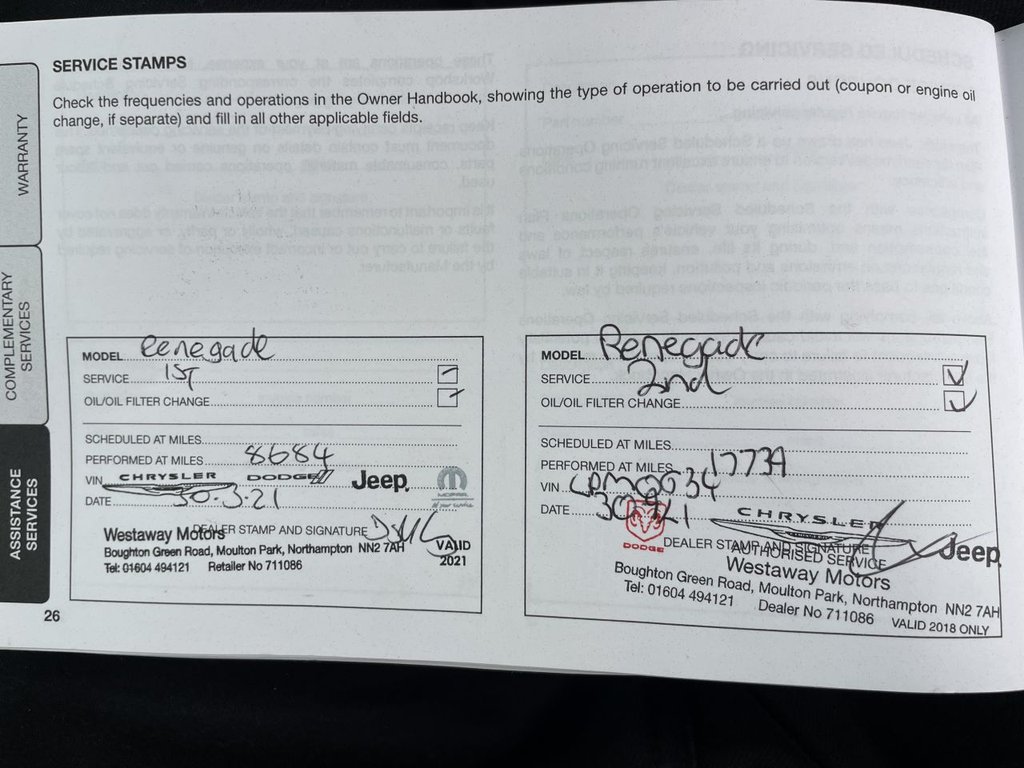 SERVICE STAMPS
Check the frequencies and operations in the Owner Handbook, showing the type of operation to be carried out (coupon or engine oil
change, if separate) and fill in all other applicable fields.
WARRANTY
COMPLEMENTARY
SERVICES
ASSISTANCE
SERVICES
MODEL Renegade
SERVICE 1ST
OIL/OIL FILTER CHANGE
SCHEDULED AT MILES
PERFORMED AT MILES 8684
VIN CHRYSLER DODGE Jeep MOPAR
DATE 30.3.21
DEALER STAMP AND SIGNATURE
Westaway Motors
Boughton Green Road, Moulton Park, Northampton NN2 7AH
Tel: 01604 494121 Retailer No 711086
VALID
2021
MODEL Renegade
SERVICE 2nd
OIL/OIL FILTER CHANGE
SCHEDULED AT MILES
PERFORMED AT MILES 17739
VIN
DATE
DODGE
CHRYSLER
Jeep
DEALER STAMP AND SIGNATURE
AUTHORISED SERVICE
Westaway Motors
Boughton Green Road, Moulton Park, Northampton NN2 7AH
Tel: 01604 494121 Dealer No 711086 VALID 2018 ONLY
26